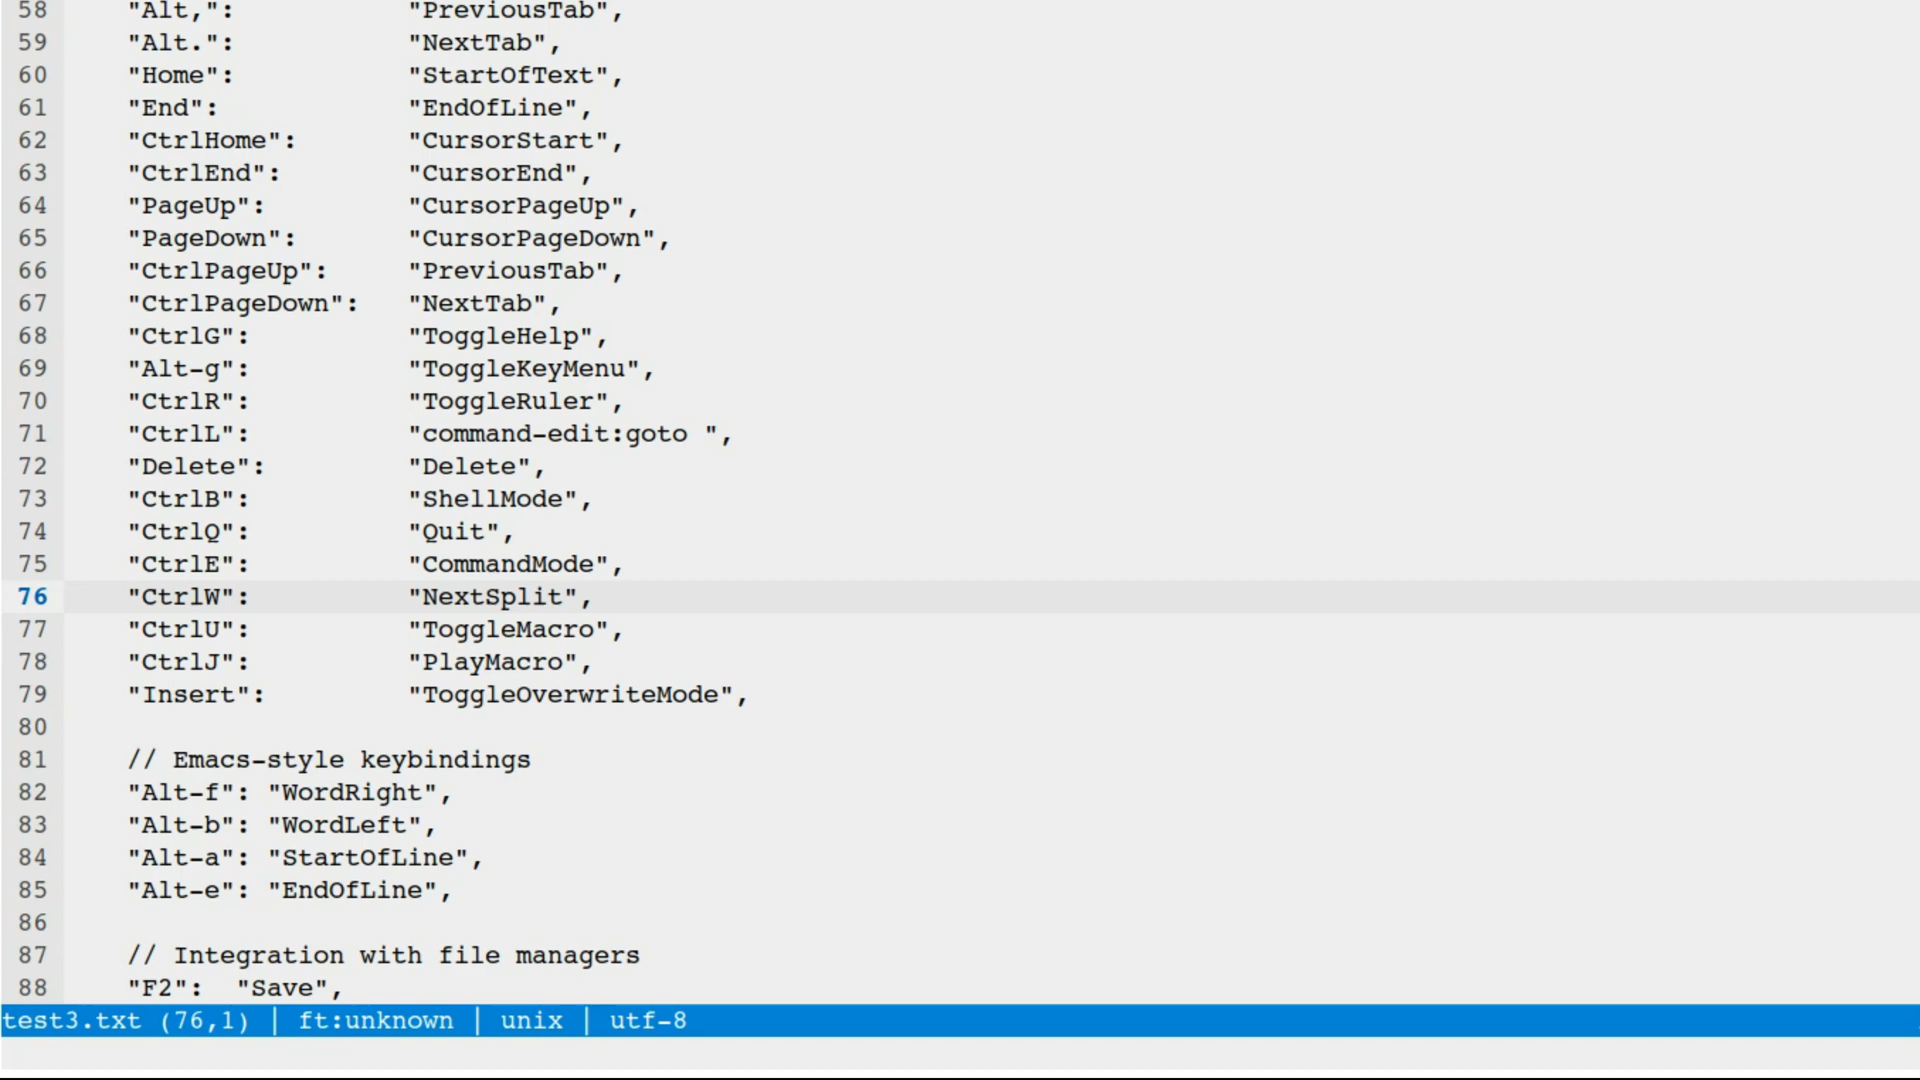 58 "Alt,": "PreviousTab",
59 "Alt.": "NextTab",
60 "Home": "StartOfText",
61 "End": "EndOfLine",
62 "CtrlHome": "CursorStart",
63 "CtrlEnd": "CursorEnd",
64 "PageUp": "CursorPageUp",
65 "PageDown": "CursorPageDown",
66 "CtrlPageUp": "PreviousTab",
67 "CtrlPageDown": "NextTab",
68 "CtrlG": "ToggleHelp",
69 "Alt-g": "ToggleKeyMenu",
70 "CtrlR": "ToggleRuler",
71 "CtrlL": "command-edit:goto ",
72 "Delete": "Delete",
73 "CtrlB": "ShellMode",
74 "CtrlQ": "Quit",
75 "CtrlE": "CommandMode",
76 "CtrlW": "NextSplit",
77 "CtrlU": "ToggleMacro",
78 "CtrlJ": "PlayMacro",
79 "Insert": "ToggleOverwriteMode",
80
81 // Emacs-style keybindings
82 "Alt-f": "WordRight",
83 "Alt-b": "WordLeft",
84 "Alt-a": "StartOfLine",
85 "Alt-e": "EndOfLine",
86
87 // Integration with file managers
88 "F2": "Save",
test3.txt (76,1) | ft:unknown | unix | utf-8